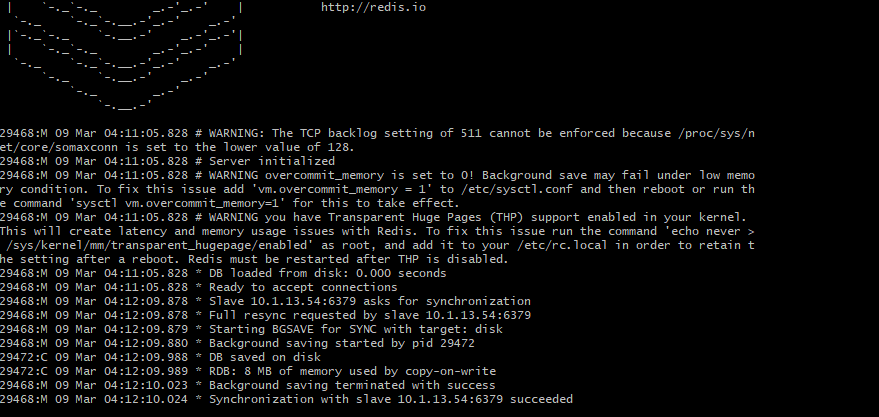 |    `-._`-._        _.-'_.-'    |           http://redis.io
  `-._    `-._`-.__.-'_.-'    _.-'
 |`-._`-._    `-.__.-'    _.-'_.-'|
 |    `-._`-._        _.-'_.-'    |
  `-._    `-._`-.__.-'_.-'    _.-'
      `-._    `-.__.-'    _.-'
          `-._        _.-'
              `-.__.-'
29468:M 09 Mar 04:11:05.828 # WARNING: The TCP backlog setting of 511 cannot be enforced because /proc/sys/n
et/core/somaxconn is set to the lower value of 128.
29468:M 09 Mar 04:11:05.828 # Server initialized
29468:M 09 Mar 04:11:05.828 # WARNING overcommit_memory is set to 0! Background save may fail under low memo
ry condition. To fix this issue add 'vm.overcommit_memory = 1' to /etc/sysctl.conf and then reboot or run th
e command 'sysctl vm.overcommit_memory=1' for this to take effect.
29468:M 09 Mar 04:11:05.828 # WARNING you have Transparent Huge Pages (THP) support enabled in your kernel.
This will create latency and memory usage issues with Redis. To fix this issue run the command 'echo never >
 /sys/kernel/mm/transparent_hugepage/enabled' as root, and add it to your /etc/rc.local in order to retain t
he setting after a reboot. Redis must be restarted after THP is disabled.
29468:M 09 Mar 04:11:05.828 * DB loaded from disk: 0.000 seconds
29468:M 09 Mar 04:11:05.828 * Ready to accept connections
29468:M 09 Mar 04:12:09.878 * Slave 10.1.13.54:6379 asks for synchronization
29468:M 09 Mar 04:12:09.878 * Full resync requested by slave 10.1.13.54:6379
29468:M 09 Mar 04:12:09.879 * Starting BGSAVE for SYNC with target: disk
29468:M 09 Mar 04:12:09.880 * Background saving started by pid 29472
29472:C 09 Mar 04:12:09.988 * DB saved on disk
29472:C 09 Mar 04:12:09.989 * RDB: 8 MB of memory used by copy-on-write
29468:M 09 Mar 04:12:10.023 * Background saving terminated with success
29468:M 09 Mar 04:12:10.024 * Synchronization with slave 10.1.13.54:6379 succeeded